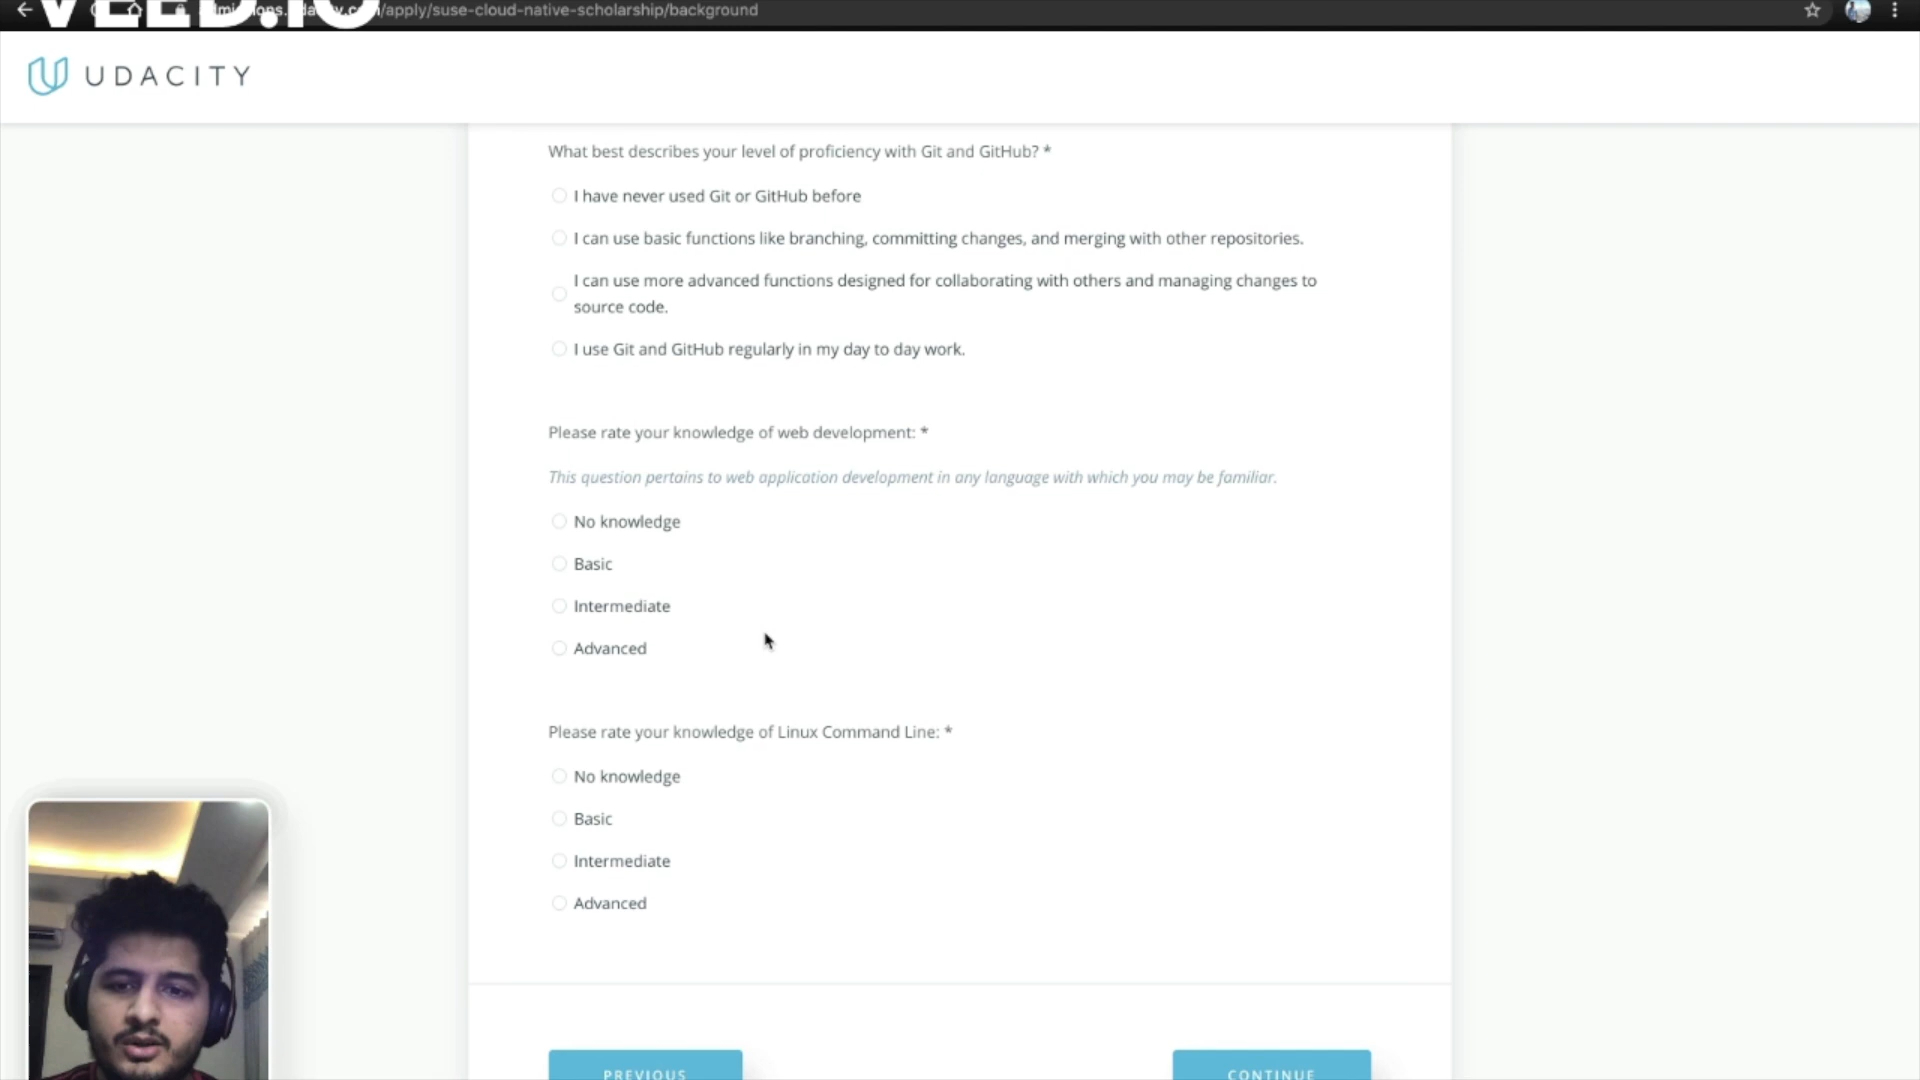 VEED.IO
/apply/suse-cloud-native-scholarship/background
UDACITY
What best describes your level of proficiency with Git and GitHub? *
I have never used Git or GitHub before
I can use basic functions like branching, committing changes, and merging with other repositories.
I can use more advanced functions designed for collaborating with others and managing changes to
source code.
I use Git and GitHub regularly in my day to day work.
Please rate your knowledge of web development: *
This question pertains to web application development in any language with which you may be familiar.
No knowledge
Basic
Intermediate
Advanced
Please rate your knowledge of Linux Command Line: *
No knowledge
Basic
Intermediate
Advanced
PREVIOUS
CONTINUE